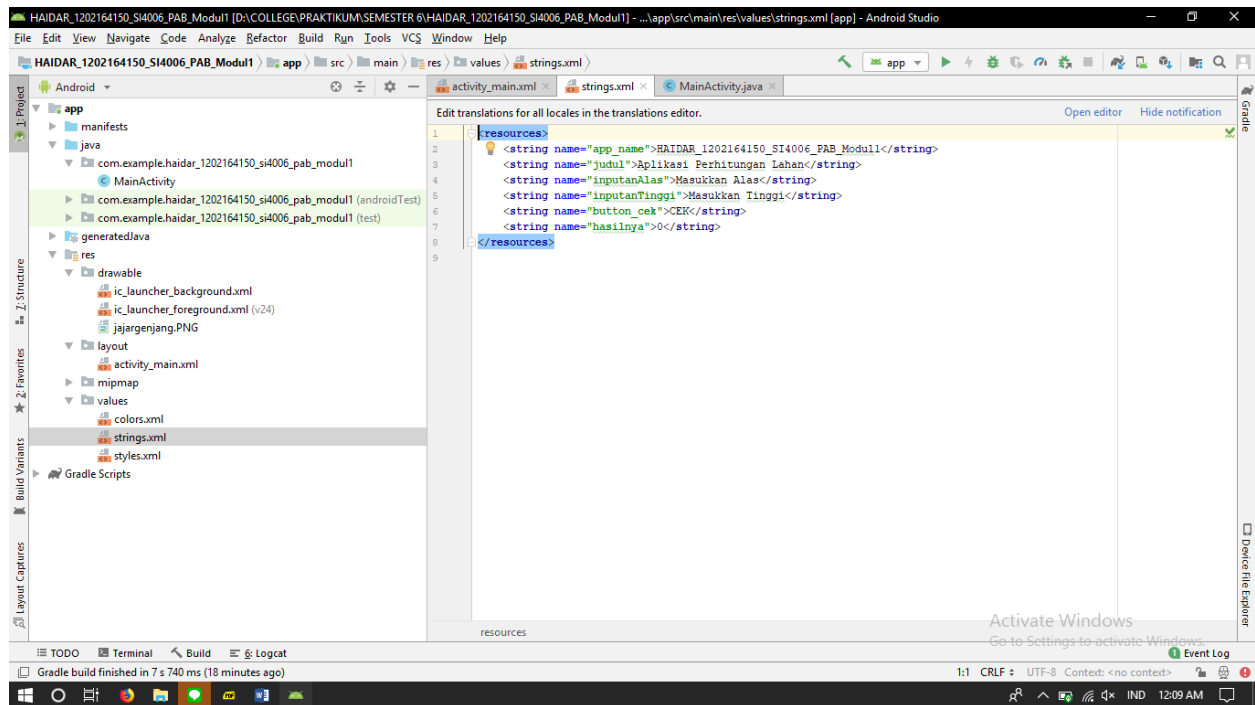 HAIDAR_1202164150_SI4006_PAB_Modul1 [D:\COLLEGE\PRAKTIKUM\SEMESTER 6\HAIDAR_1202164150_SI4006_PAB_Modul1] - ...\app\src\main\res\values\strings.xml [app] - Android Studio
File Edit View Navigate Code Analyze Refactor Build Run Tools VCS Window Help
HAIDAR_1202164150_SI4006_PAB_Modul1 app src main res values strings.xml
app
1: Project
Android
app
manifests
java
com.example.haidar_1202164150_si4006_pab_modul1
MainActivity
com.example.haidar_1202164150_si4006_pab_modul1 (androidTest)
com.example.haidar_1202164150_si4006_pab_modul1 (test)
generatedJava
res
drawable
ic_launcher_background.xml
ic_launcher_foreground.xml (v24)
jajargenjang.PNG
layout
activity_main.xml
mipmap
values
colors.xml
strings.xml
styles.xml
Gradle Scripts
Z: Structure
2: Favorites
Build Variants
Layout Captures
activity_main.xml strings.xml MainActivity.java
Edit translations for all locales in the translations editor. Open editor Hide notification
1 <resources>
2 <string name="app_name">HAIDAR_1202164150_SI4006_PAB_Modul1</string>
3 <string name="judul">Aplikasi Perhitungan Lahan</string>
4 <string name="inputanAlas">Masukkan Alas</string>
5 <string name="inputanTinggi">Masukkan Tinggi</string>
6 <string name="button_cek">CEK</string>
7 <string name="hasilnya">0</string>
8 </resources>
9
resources
Gradle
Device File Explorer
Activate Windows
Go to Settings to activate Windows.
TODO Terminal Build 6: Logcat
1 Event Log
Gradle build finished in 7 s 740 ms (18 minutes ago)
1:1 CRLF UTF-8 Context: <no context>
IND 12:09 AM